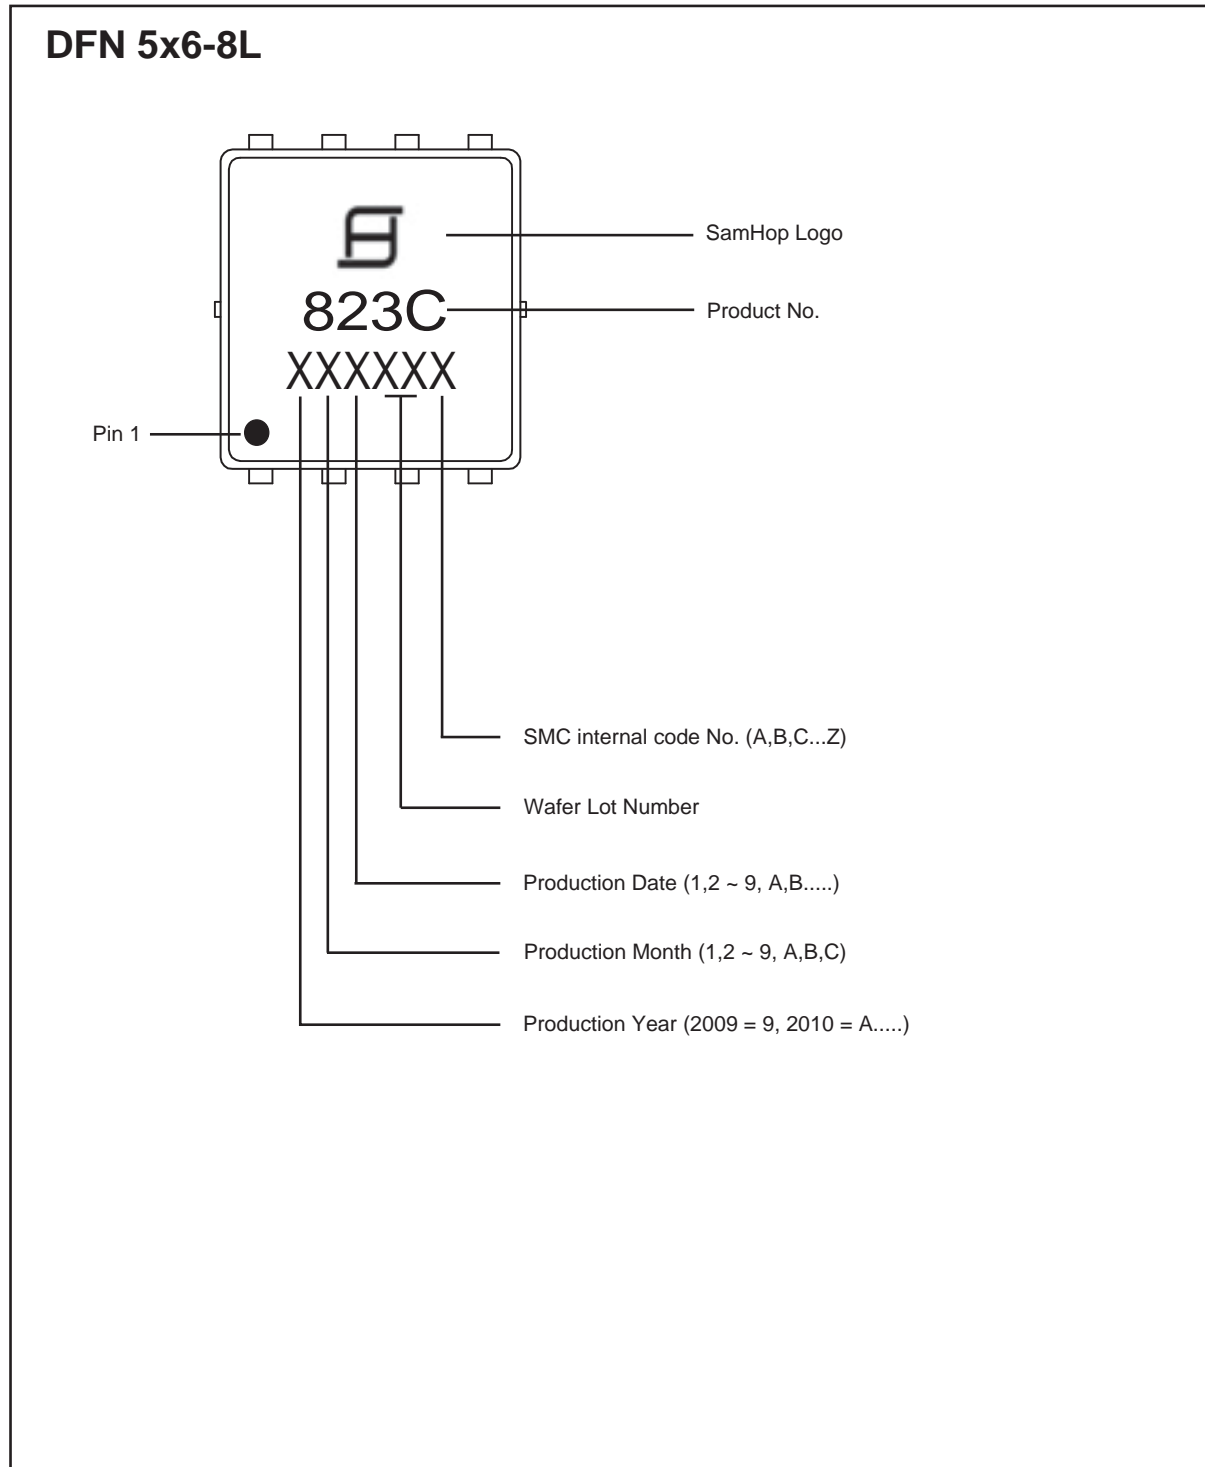 DFN 5x6-8L
SamHop Logo
823C
Product No.
XXXXXX
Pin 1
SMC internal code No. (A,B,C...Z)
Wafer Lot Number
Production Date (1,2 ~ 9, A,B.....)
Production Month (1,2 ~ 9, A,B,C)
Production Year (2009 = 9, 2010 = A.....)